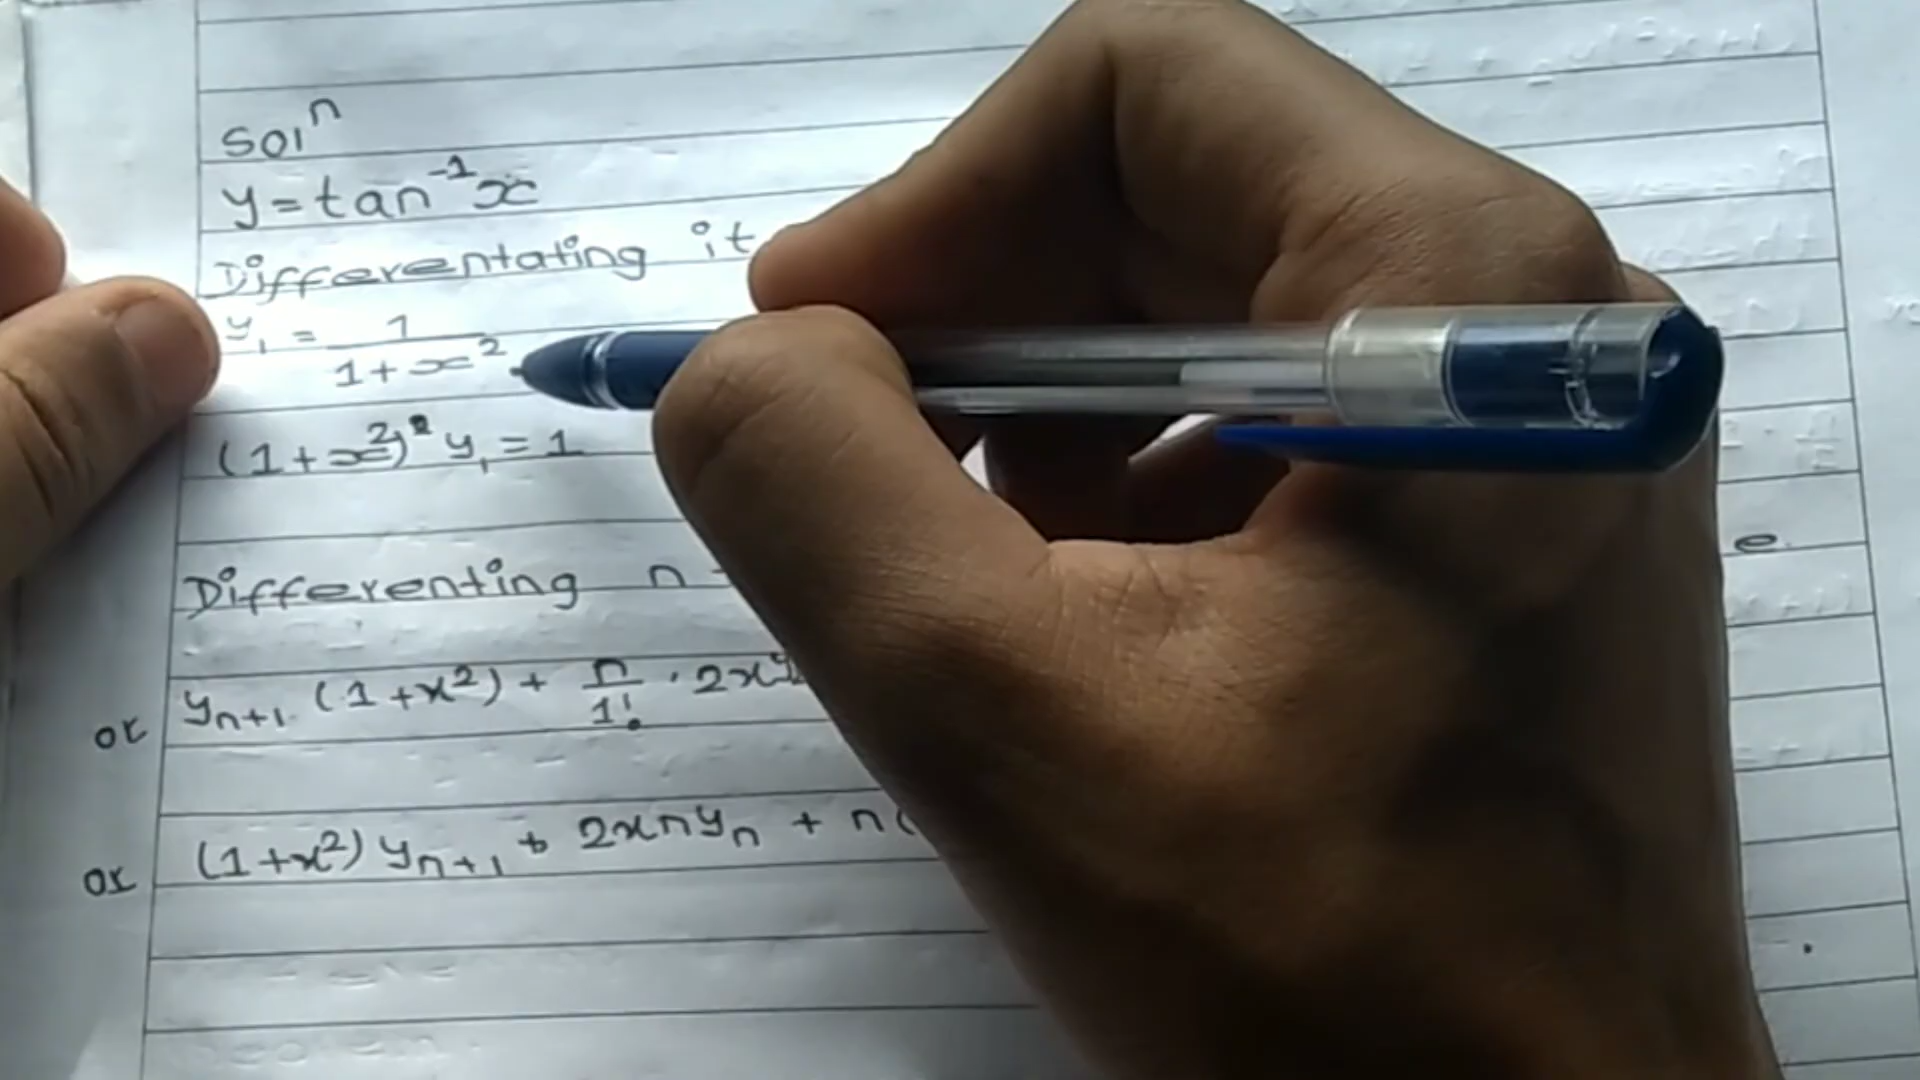 Solⁿ
y = tan⁻¹x
Differentating it
y₁ = 1/(1+x²)
(1+x²) y₁ = 1
Differenting n -
or yₙ₊₁ (1+x²) + n/1! · 2x yₙ
or (1+x²) yₙ₊₁ + 2xnyₙ + n(
e